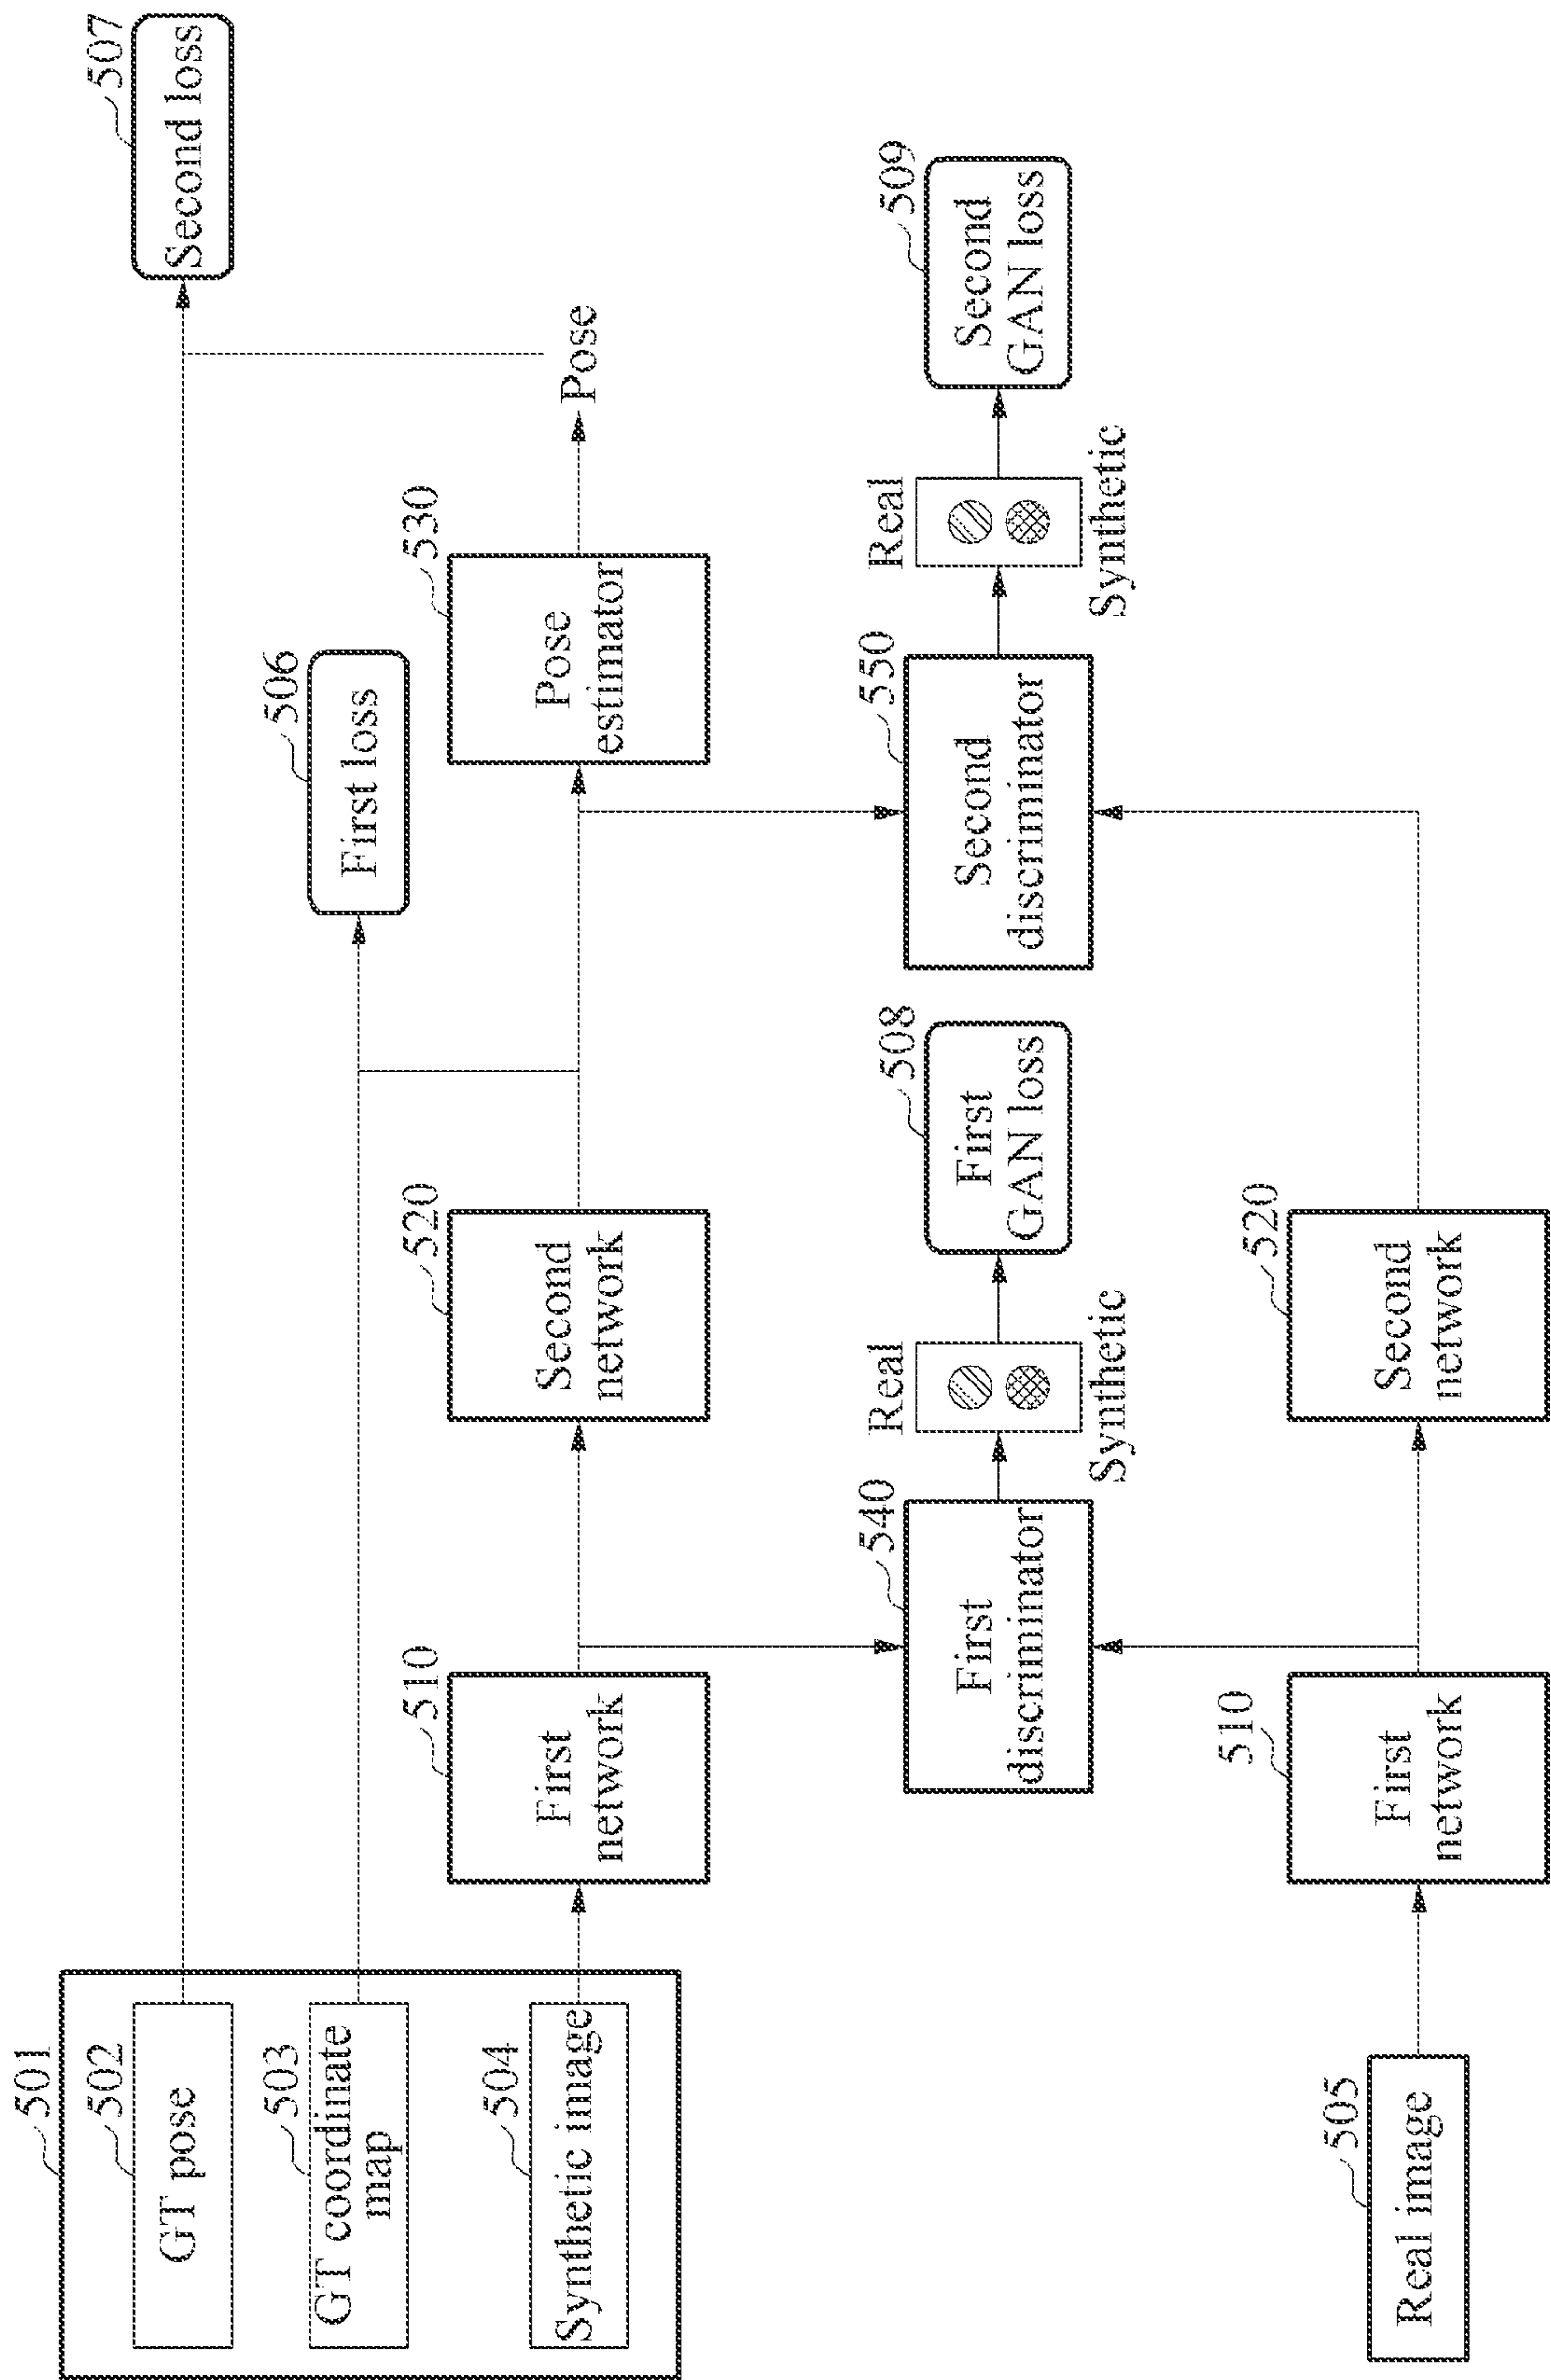 501
502
GT pose
503
GT coordinate
map
504
Synthetic image
505
Real image
510
First
network
520
Second
network
506
First loss
530
Pose
estimator
Pose
507
Second loss
540
First
discriminator
Real
Synthetic
508
First
GAN loss
550
Second
discriminator
Real
Synthetic
509
Second
GAN loss
510
First
network
520
Second
network